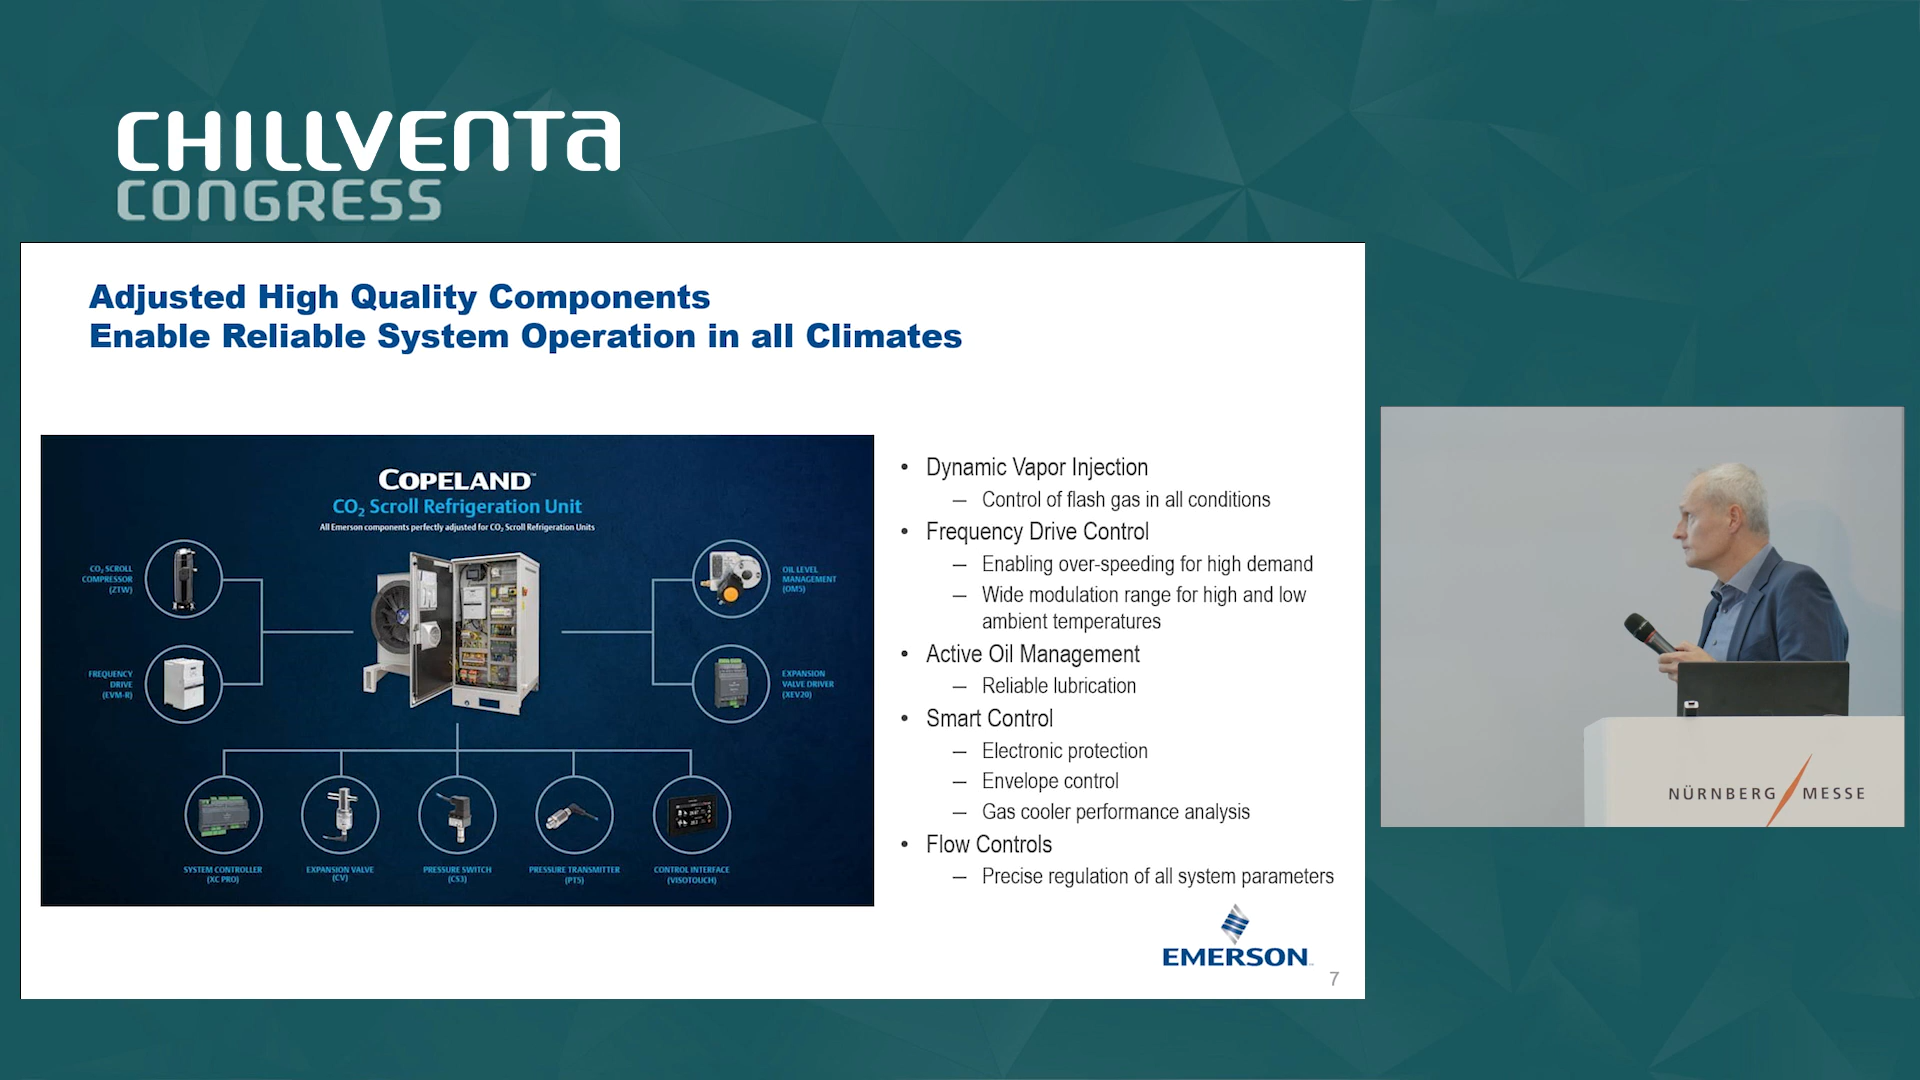 CHILLVENTA
CONGRESS
Adjusted High Quality Components
Enable Reliable System Operation in all Climates
COPELAND™
CO₂ Scroll Refrigeration Unit
All Emerson components perfectly adjusted for CO₂ Scroll Refrigeration Units
CO₂ SCROLL
COMPRESSOR
(ZTW)
FREQUENCY
DRIVE
(EVM-R)
OIL LEVEL
MANAGEMENT
(OM5)
EXPANSION
VALVE DRIVER
(XEV20)
SYSTEM CONTROLLER
(XC PRO)
EXPANSION VALVE
(CV)
PRESSURE SWITCH
(CS3)
PRESSURE TRANSMITTER
(PT5)
CONTROL INTERFACE
(VISOTOUCH)
• Dynamic Vapor Injection
— Control of flash gas in all conditions
• Frequency Drive Control
— Enabling over-speeding for high demand
— Wide modulation range for high and low
ambient temperatures
• Active Oil Management
— Reliable lubrication
• Smart Control
— Electronic protection
— Envelope control
— Gas cooler performance analysis
• Flow Controls
— Precise regulation of all system parameters
EMERSON
7
NÜRNBERG MESSE